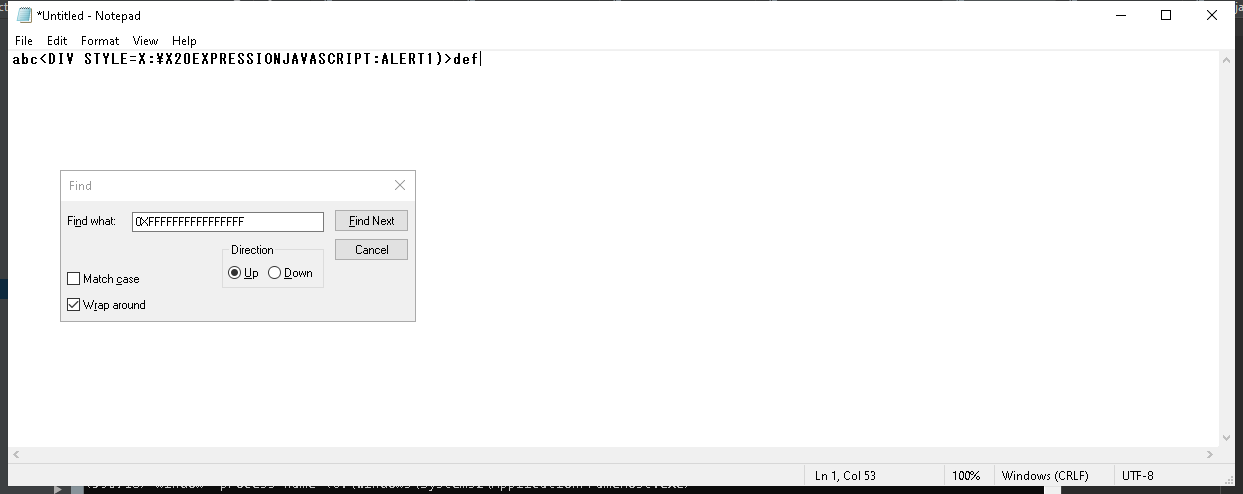 *Untitled - Notepad
File Edit Format View Help
abc<DIV STYLE=X:¥X20EXPRESSIONJAVASCRIPT:ALERT1)>def
Find
Find what: 0XFFFFFFFFFFFFFFFF Find Next
Direction Cancel
Up Down
Match case
Wrap around
Ln 1, Col 53 100% Windows (CRLF) UTF-8